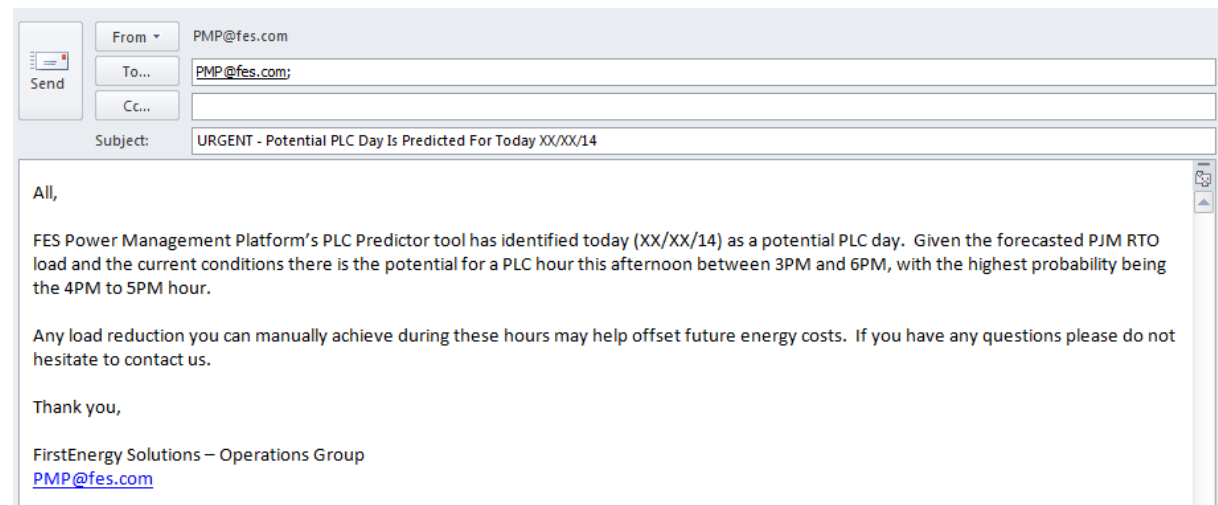 From
PMP@fes.com
Send
To...
PMP@fes.com;
Cc...
Subject:
URGENT - Potential PLC Day Is Predicted For Today XX/XX/14
All,
FES Power Management Platform's PLC Predictor tool has identified today (XX/XX/14) as a potential PLC day.  Given the forecasted PJM RTO
load and the current conditions there is the potential for a PLC hour this afternoon between 3PM and 6PM, with the highest probability being
the 4PM to 5PM hour.
Any load reduction you can manually achieve during these hours may help offset future energy costs.  If you have any questions please do not
hesitate to contact us.
Thank you,
FirstEnergy Solutions – Operations Group
PMP@fes.com